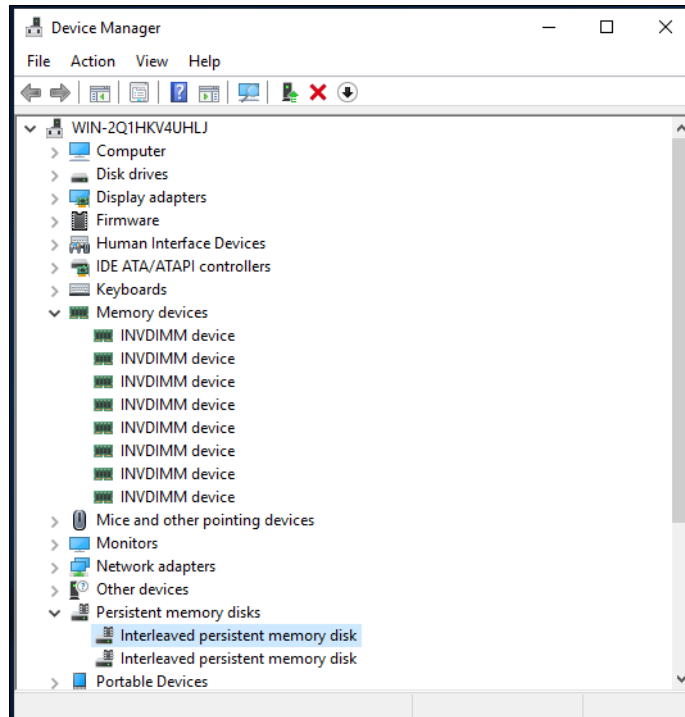 Device Manager
File Action View Help
WIN-2Q1HKV4UHLJ
Computer
Disk drives
Display adapters
Firmware
Human Interface Devices
IDE ATA/ATAPI controllers
Keyboards
Memory devices
INVDIMM device
INVDIMM device
INVDIMM device
INVDIMM device
INVDIMM device
INVDIMM device
INVDIMM device
INVDIMM device
Mice and other pointing devices
Monitors
Network adapters
Other devices
Persistent memory disks
Interleaved persistent memory disk
Interleaved persistent memory disk
Portable Devices